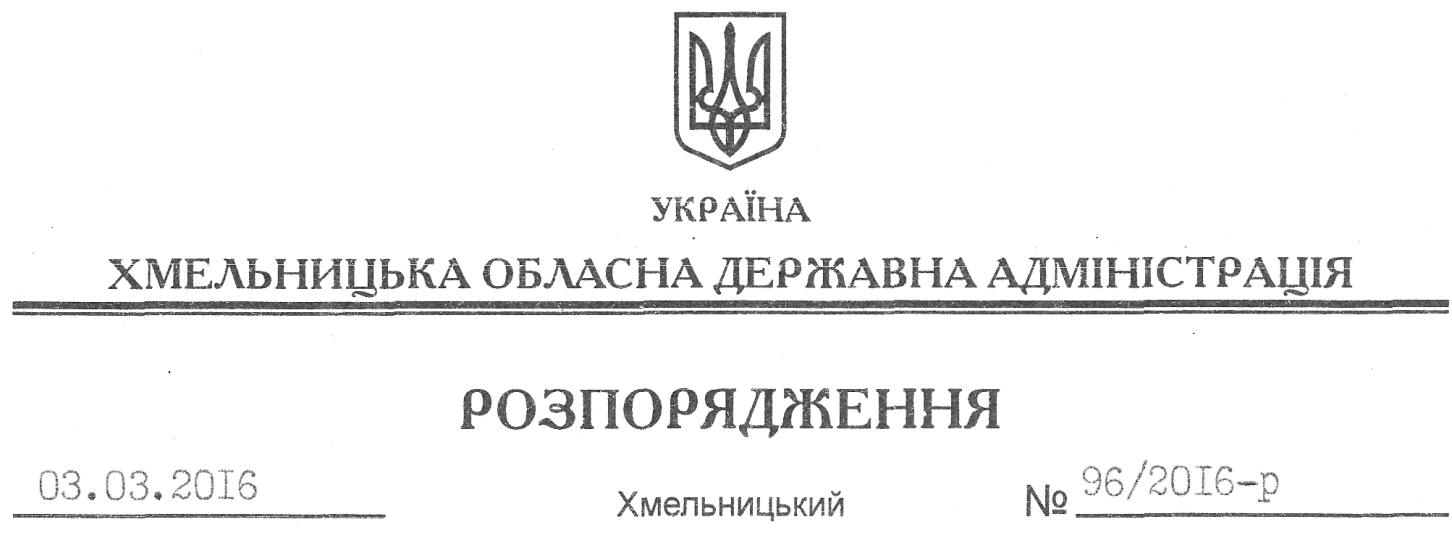 УКРАЇНА
ХМЕЛЬНИЦЬКА ОБЛАСНА ДЕРЖАВНА АДМІНІСТРАЦІЯ
РОЗПОРЯДЖЕННЯ
03.03.2016 Хмельницький № 96/2016-р